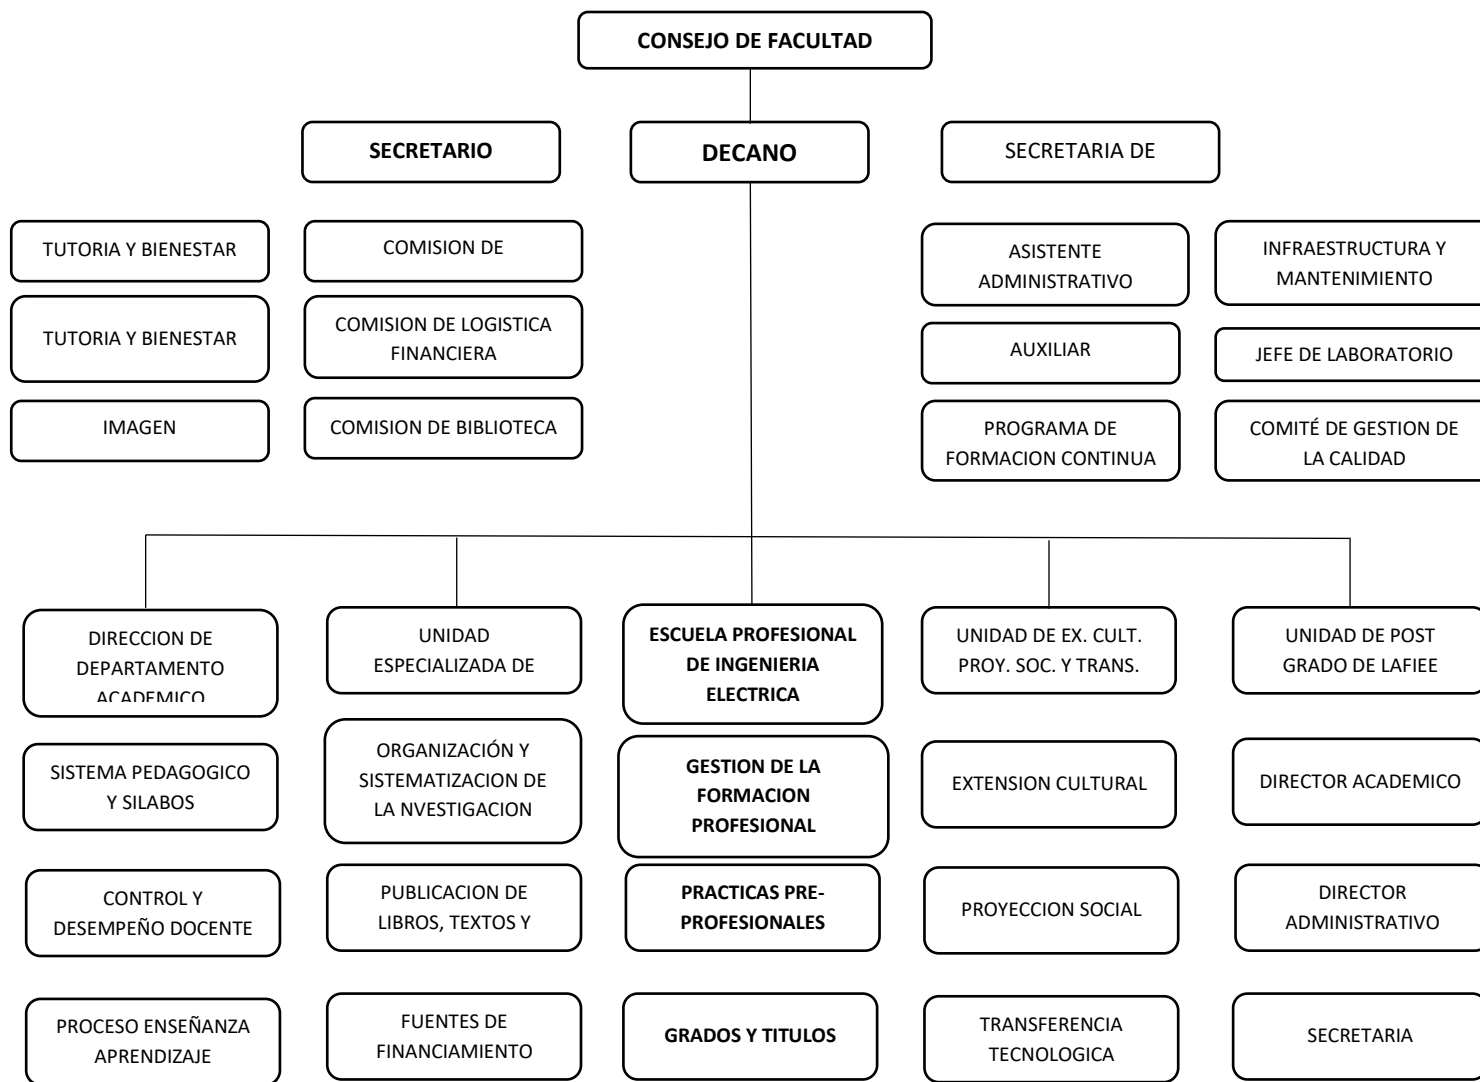 CONSEJO DE FACULTAD
SECRETARIO
DECANO
SECRETARIA DE
TUTORIA Y BIENESTAR
COMISION DE
ASISTENTE
ADMINISTRATIVO
INFRAESTRUCTURA Y
MANTENIMIENTO
TUTORIA Y BIENESTAR
COMISION DE LOGISTICA
FINANCIERA
AUXILIAR
JEFE DE LABORATORIO
IMAGEN
COMISION DE BIBLIOTECA
PROGRAMA DE
FORMACION CONTINUA
COMITÉ DE GESTION DE
LA CALIDAD
DIRECCION DE
DEPARTAMENTO
ACADEMICO
UNIDAD
ESPECIALIZADA DE
ESCUELA PROFESIONAL
DE INGENIERIA
ELECTRICA
UNIDAD DE EX. CULT.
PROY. SOC. Y TRANS.
UNIDAD DE POST
GRADO DE LAFIEE
SISTEMA PEDAGOGICO
Y SILABOS
ORGANIZACIÓN Y
SISTEMATIZACION DE
LA NVESTIGACION
GESTION DE LA
FORMACION
PROFESIONAL
EXTENSION CULTURAL
DIRECTOR ACADEMICO
CONTROL Y
DESEMPEÑO DOCENTE
PUBLICACION DE
LIBROS, TEXTOS Y
PRACTICAS PRE-
PROFESIONALES
PROYECCION SOCIAL
DIRECTOR
ADMINISTRATIVO
PROCESO ENSEÑANZA
APRENDIZAJE
FUENTES DE
FINANCIAMIENTO
GRADOS Y TITULOS
TRANSFERENCIA
TECNOLOGICA
SECRETARIA